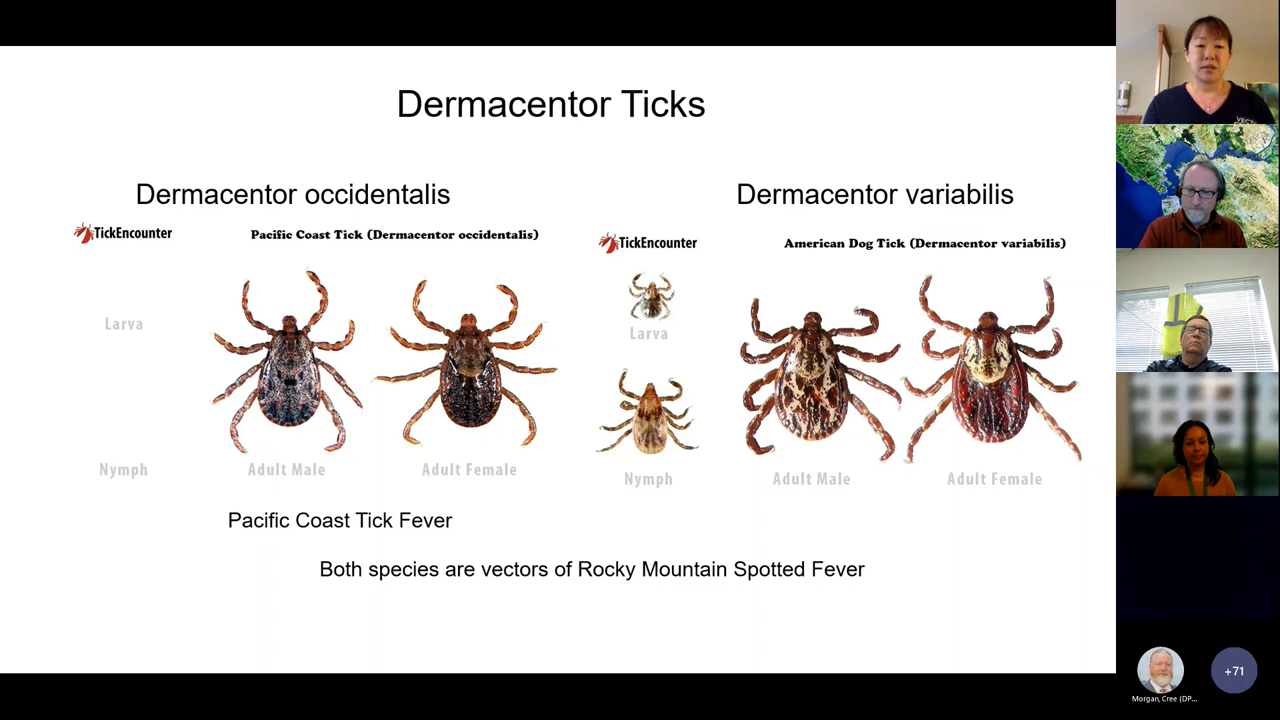 Dermacentor Ticks
Dermacentor occidentalis
TickEncounter
Pacific Coast Tick (Dermacentor occidentalis)
Larva
Nymph
Adult Male
Adult Female
Pacific Coast Tick Fever
Dermacentor variabilis
TickEncounter
American Dog Tick (Dermacentor variabilis)
Larva
Nymph
Adult Male
Adult Female
Both species are vectors of Rocky Mountain Spotted Fever
Morgan, Cree (DP...
+71